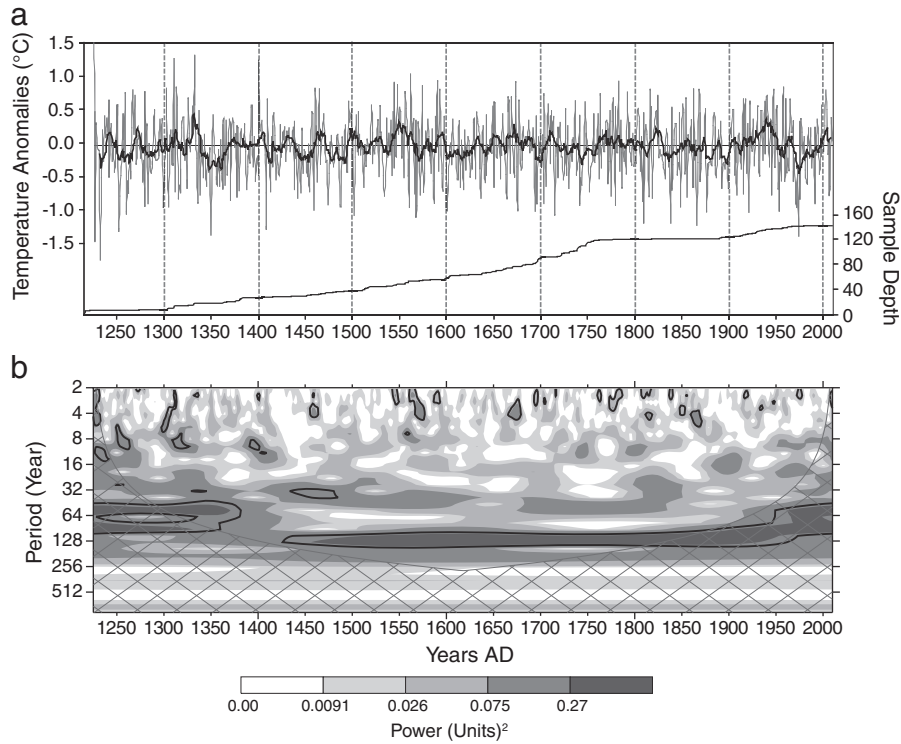 a
Temperature Anomalies (°C)
1.5
1.0
0.5
0.0
-0.5
-1.0
-1.5
160
120
80
40
0
Sample Depth
1250 1300 1350 1400 1450 1500 1550 1600 1650 1700 1750 1800 1850 1900 1950 2000
b
Period (Year)
2
4
8
16
32
64
128
256
512
1250 1300 1350 1400 1450 1500 1550 1600 1650 1700 1750 1800 1850 1900 1950 2000
Years AD
0.00 0.0091 0.026 0.075 0.27
Power (Units)²